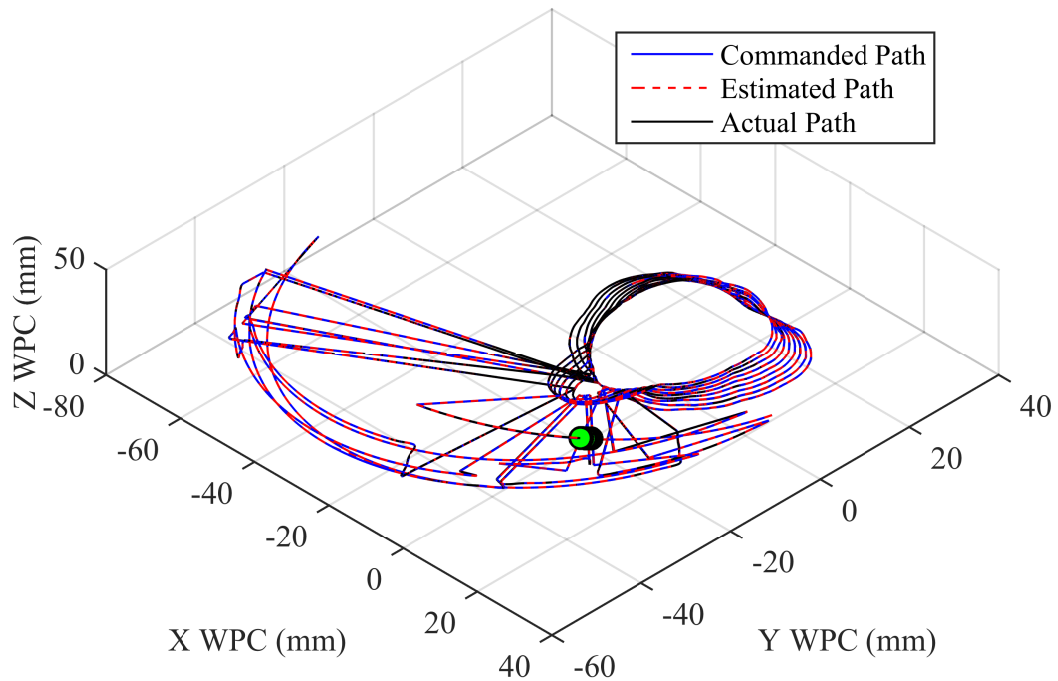 Commanded Path
Estimated Path
Actual Path
Z WPC (mm)
50
0
-80
-60
-40
-20
0
20
40
X WPC (mm)
-60
-40
-20
0
20
40
Y WPC (mm)